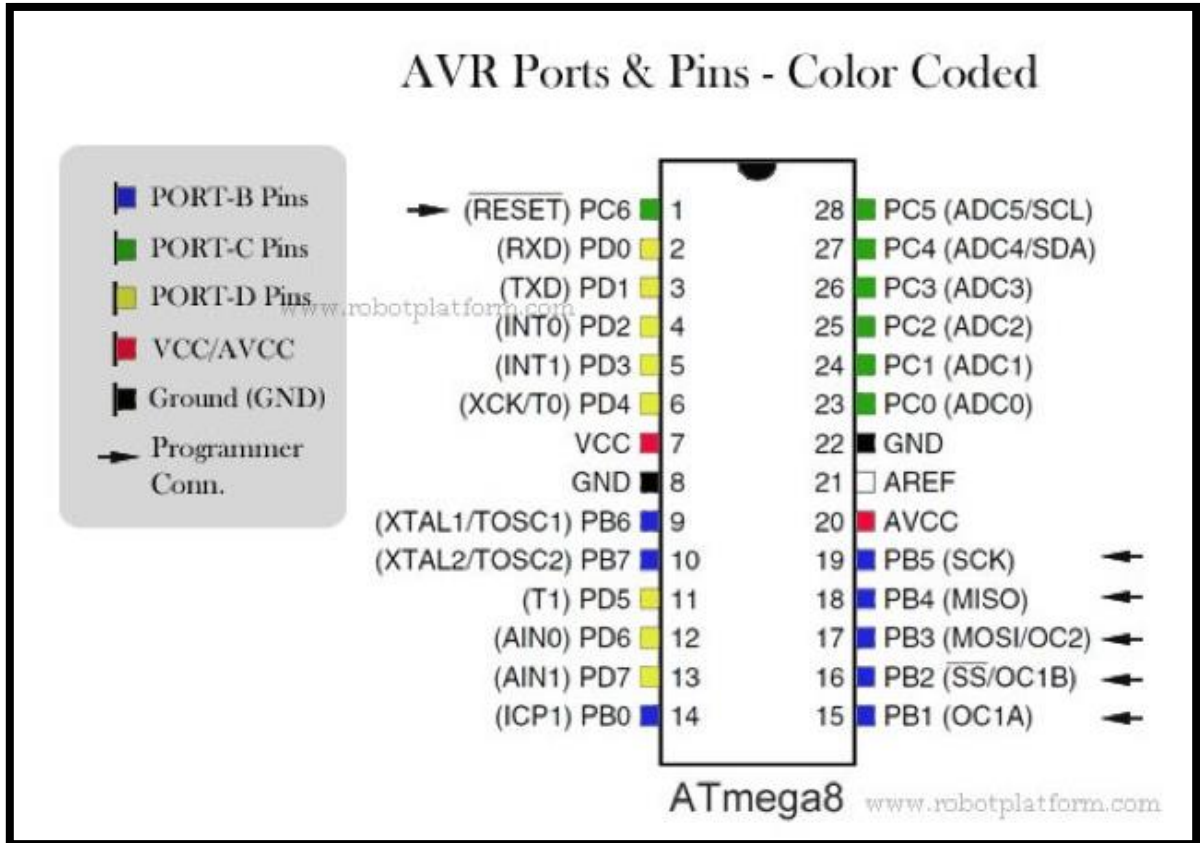 AVR Ports & Pins - Color Coded
PORT-B Pins
PORT-C Pins
PORT-D Pins
VCC/AVCC
Ground (GND)
Programmer
Conn.
www.robotplatform.com
(RESET) PC6 1 28 PC5 (ADC5/SCL)
(RXD) PD0 2 27 PC4 (ADC4/SDA)
(TXD) PD1 3 26 PC3 (ADC3)
(INT0) PD2 4 25 PC2 (ADC2)
(INT1) PD3 5 24 PC1 (ADC1)
(XCK/T0) PD4 6 23 PC0 (ADC0)
VCC 7 22 GND
GND 8 21 AREF
(XTAL1/TOSC1) PB6 9 20 AVCC
(XTAL2/TOSC2) PB7 10 19 PB5 (SCK)
(T1) PD5 11 18 PB4 (MISO)
(AIN0) PD6 12 17 PB3 (MOSI/OC2)
(AIN1) PD7 13 16 PB2 (SS/OC1B)
(ICP1) PB0 14 15 PB1 (OC1A)
ATmega8
www.robotplatform.com